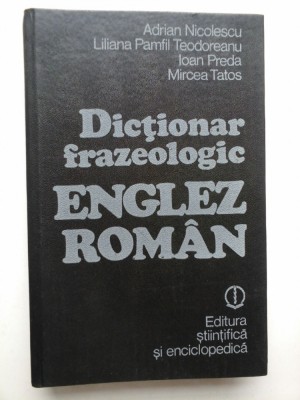 Adrian Nicolescu
Liliana Pamfil Teodoreanu
Ioan Preda
Mircea Tatos
Dicționar
frazeologic
ENGLEZ
ROMÂN
Editura
științifică
și enciclopedică